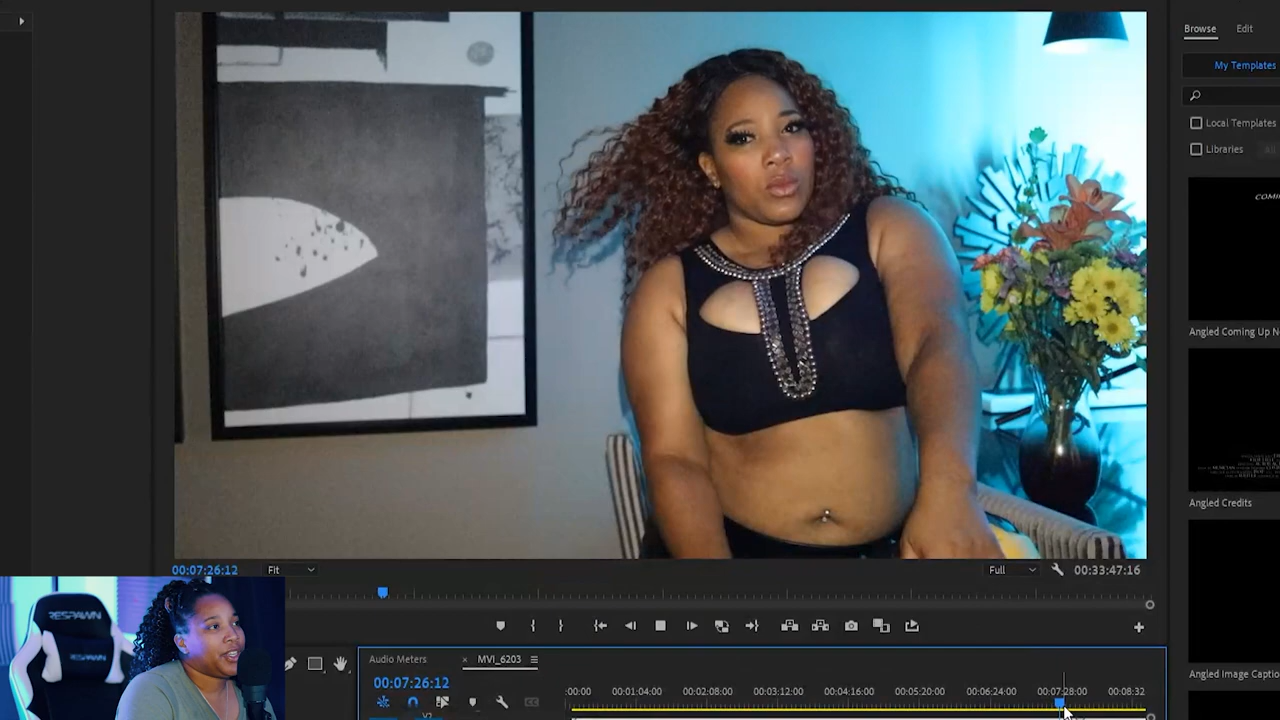 Browse
Edit
My Templates
Local Templates
Libraries
COMI
Angled Coming Up N
Angled Credits
Angled Image Captio
00:07:26:12
Fit
Full
00:33:47:16
RESPAWN
RESPAWN
Audio Meters
× MVI_6203
00:07:26:12
:00:00
00:01:04:00
00:02:08:00
00:03:12:00
00:04:16:00
00:05:20:00
00:06:24:00
00:07:28:00
00:08:32
V2